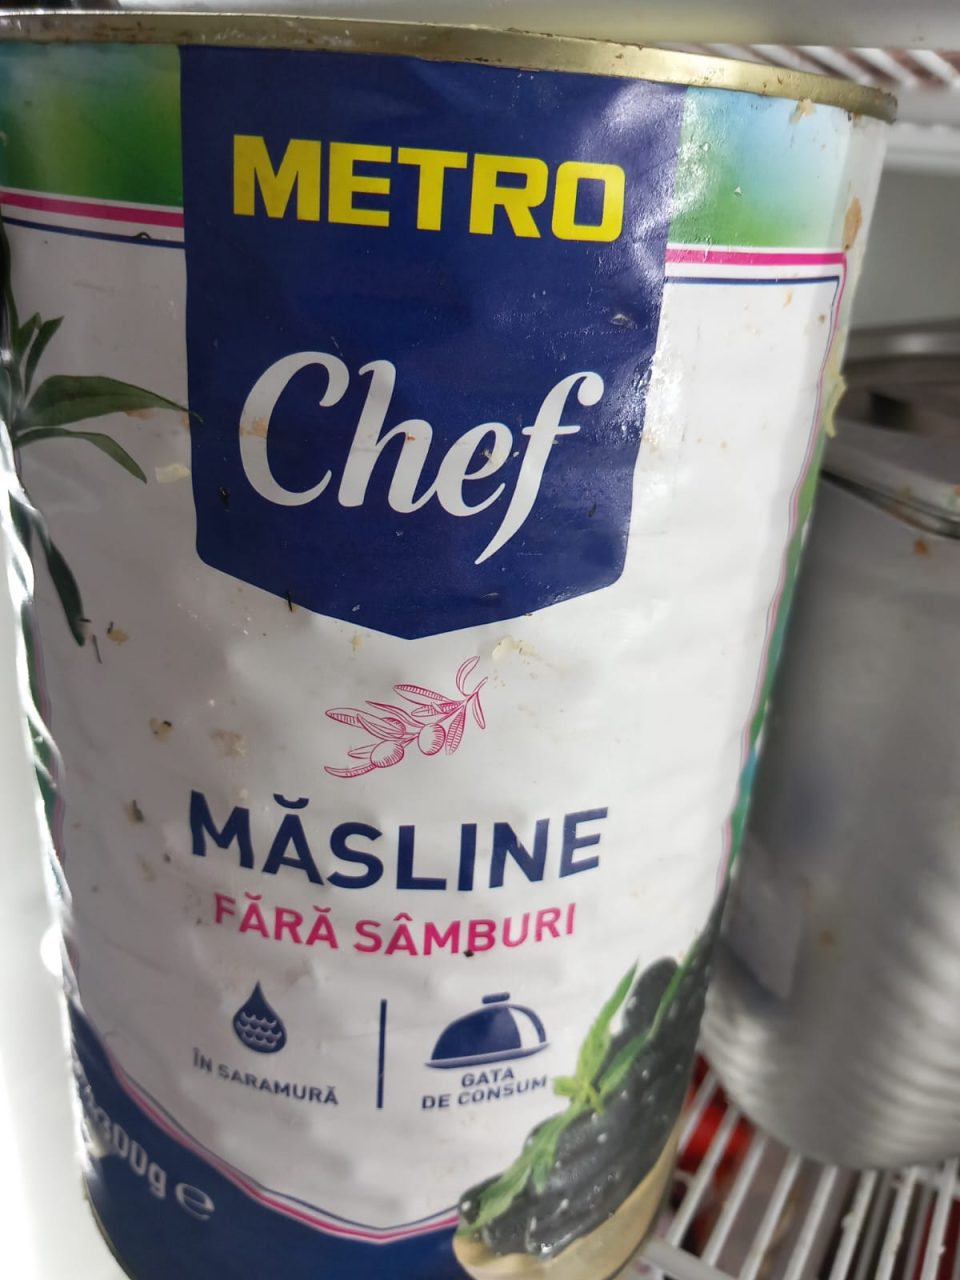 METRO
Chef
MĂSLINE
FĂRĂ SÂMBURI
ÎN SARAMURĂ
GATA
DE CONSUM